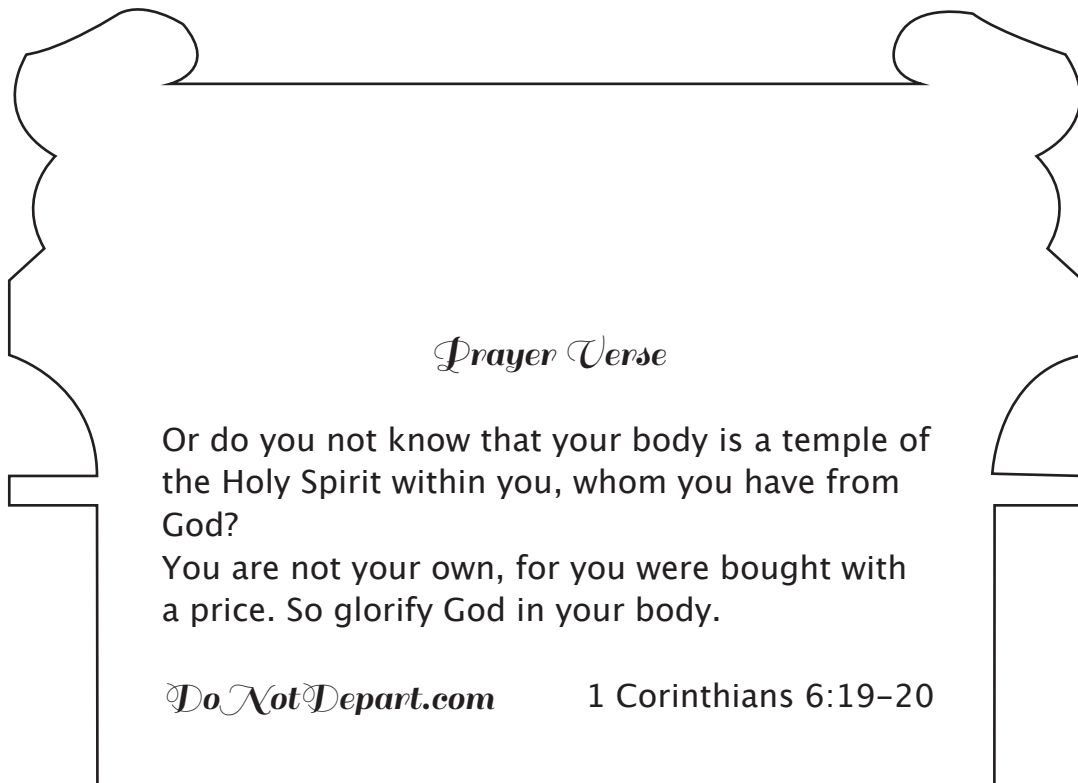 Prayer Verse
Or do you not know that your body is a temple of
the Holy Spirit within you, whom you have from
God?
You are not your own, for you were bought with
a price. So glorify God in your body.
DoNotDepart.com 1 Corinthians 6:19–20